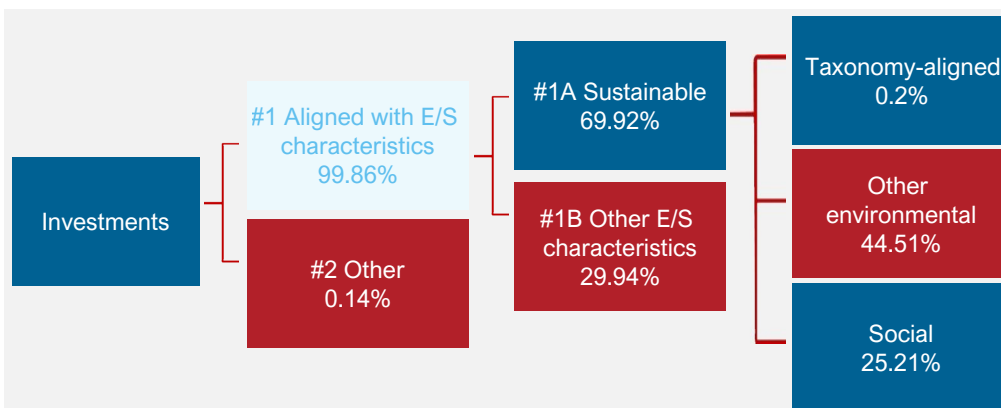 Investments
#1 Aligned with E/S
characteristics
99.86%
#2 Other
0.14%
#1A Sustainable
69.92%
#1B Other E/S
characteristics
29.94%
Taxonomy-aligned
0.2%
Other
environmental
44.51%
Social
25.21%